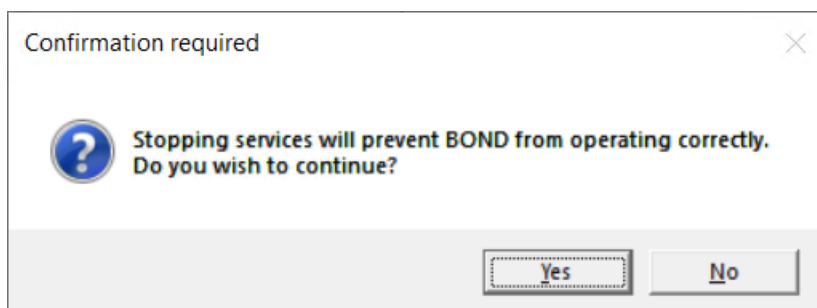 Confirmation required
Stopping services will prevent BOND from operating correctly.
Do you wish to continue?
Yes
No